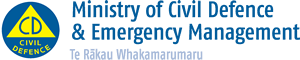 CD
CIVIL
DEFENCE
Ministry of Civil Defence
& Emergency Management
Te Rākau Whakamarumaru